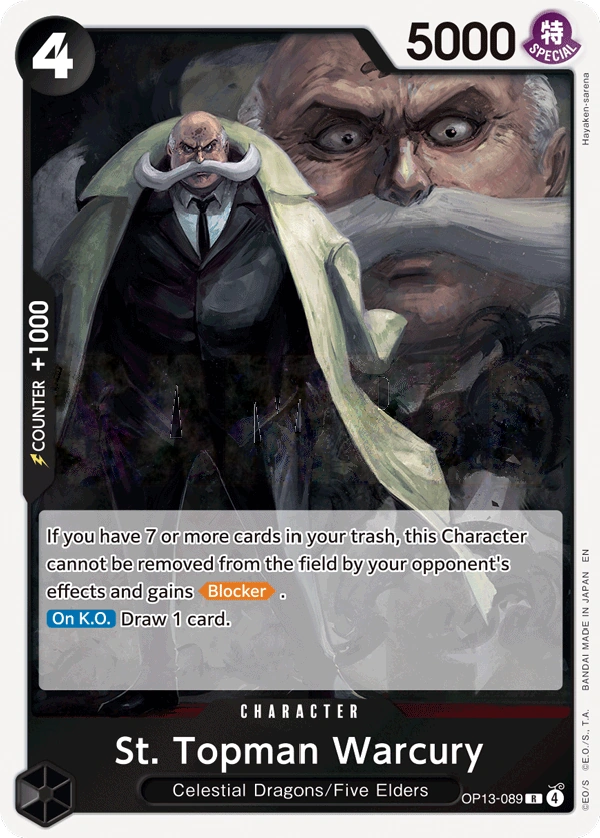 4
5000
特
SPECIAL
Hayaken-sarena
COUNTER +1000
If you have 7 or more cards in your trash, this Character
cannot be removed from the field by your opponent's
effects and gains Blocker .
On K.O. Draw 1 card.
CHARACTER
St. Topman Warcury
Celestial Dragons/Five Elders
OP13-089 R 4
©E.O/S ©E.O./S., T.A. BANDAI MADE IN JAPAN EN